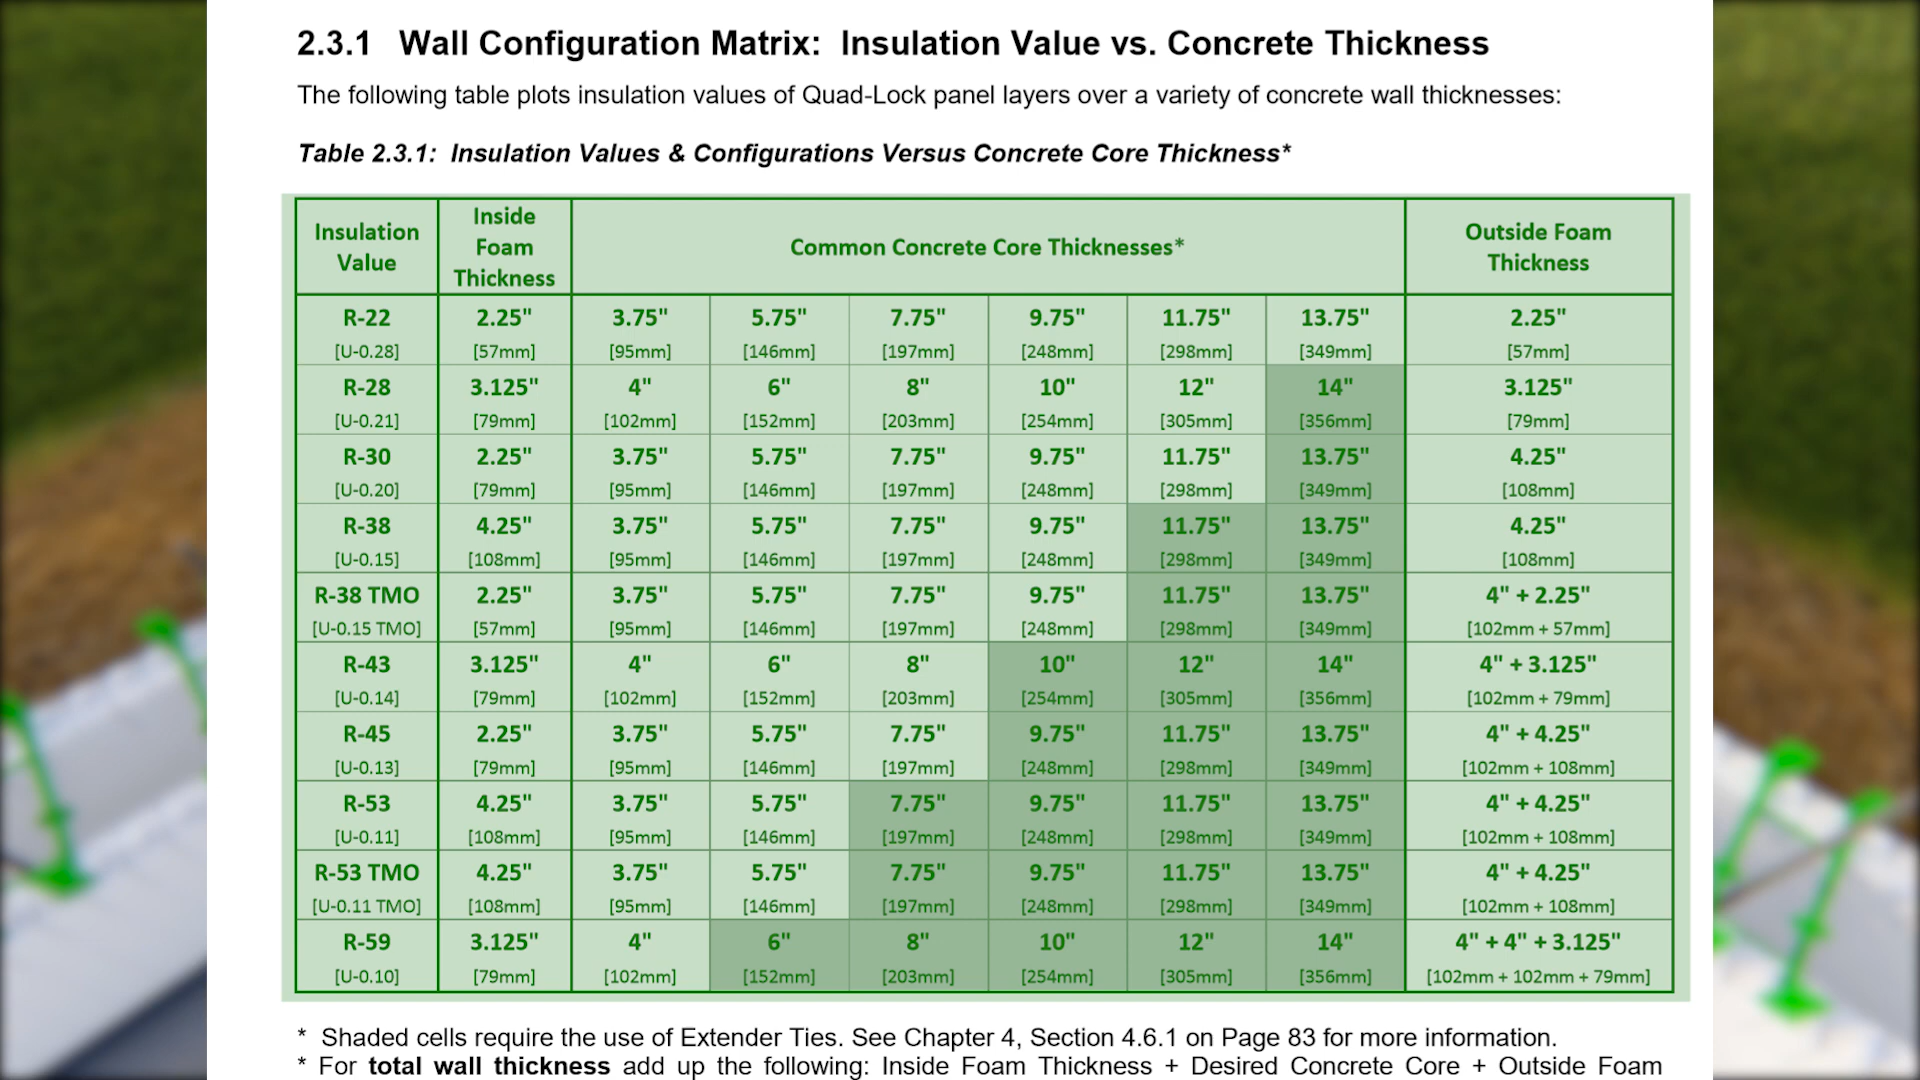 2.3.1 Wall Configuration Matrix: Insulation Value vs. Concrete Thickness
The following table plots insulation values of Quad-Lock panel layers over a variety of concrete wall thicknesses:
Table 2.3.1: Insulation Values & Configurations Versus Concrete Core Thickness*
Insulation Value Inside Foam Thickness Common Concrete Core Thicknesses* Outside Foam Thickness
R-22 2.25" 3.75" 5.75" 7.75" 9.75" 11.75" 13.75" 2.25"
[U-0.28] [57mm] [95mm] [146mm] [197mm] [248mm] [298mm] [349mm] [57mm]
R-28 3.125" 4" 6" 8" 10" 12" 14" 3.125"
[U-0.21] [79mm] [102mm] [152mm] [203mm] [254mm] [305mm] [356mm] [79mm]
R-30 2.25" 3.75" 5.75" 7.75" 9.75" 11.75" 13.75" 4.25"
[U-0.20] [79mm] [95mm] [146mm] [197mm] [248mm] [298mm] [349mm] [108mm]
R-38 4.25" 3.75" 5.75" 7.75" 9.75" 11.75" 13.75" 4.25"
[U-0.15] [108mm] [95mm] [146mm] [197mm] [248mm] [298mm] [349mm] [108mm]
R-38 TMO 2.25" 3.75" 5.75" 7.75" 9.75" 11.75" 13.75" 4" + 2.25"
[U-0.15 TMO] [57mm] [95mm] [146mm] [197mm] [248mm] [298mm] [349mm] [102mm + 57mm]
R-43 3.125" 4" 6" 8" 10" 12" 14" 4" + 3.125"
[U-0.14] [79mm] [102mm] [152mm] [203mm] [254mm] [305mm] [356mm] [102mm + 79mm]
R-45 2.25" 3.75" 5.75" 7.75" 9.75" 11.75" 13.75" 4" + 4.25"
[U-0.13] [79mm] [95mm] [146mm] [197mm] [248mm] [298mm] [349mm] [102mm + 108mm]
R-53 4.25" 3.75" 5.75" 7.75" 9.75" 11.75" 13.75" 4" + 4.25"
[U-0.11] [108mm] [95mm] [146mm] [197mm] [248mm] [298mm] [349mm] [102mm + 108mm]
R-53 TMO 4.25" 3.75" 5.75" 7.75" 9.75" 11.75" 13.75" 4" + 4.25"
[U-0.11 TMO] [108mm] [95mm] [146mm] [197mm] [248mm] [298mm] [349mm] [102mm + 108mm]
R-59 3.125" 4" 6" 8" 10" 12" 14" 4" + 4" + 3.125"
[U-0.10] [79mm] [102mm] [152mm] [203mm] [254mm] [305mm] [356mm] [102mm + 102mm + 79mm]
* Shaded cells require the use of Extender Ties. See Chapter 4, Section 4.6.1 on Page 83 for more information.
* For total wall thickness add up the following: Inside Foam Thickness + Desired Concrete Core + Outside Foam